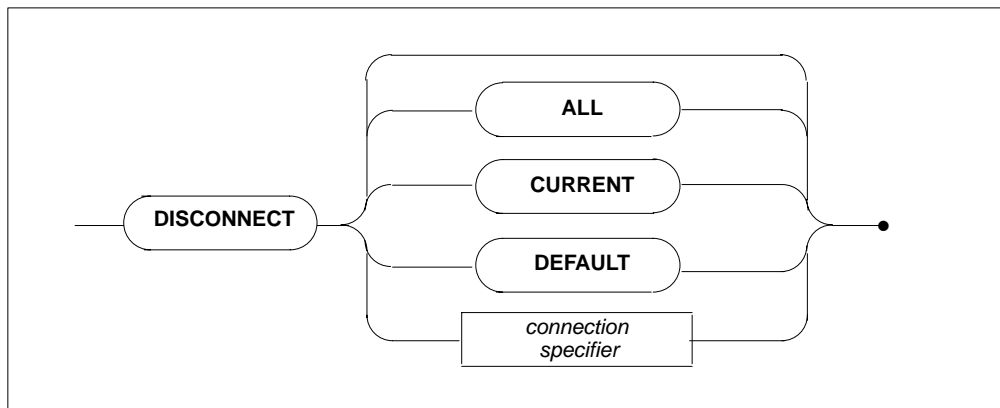 ALL
CURRENT
DISCONNECT
DEFAULT
connection
specifier